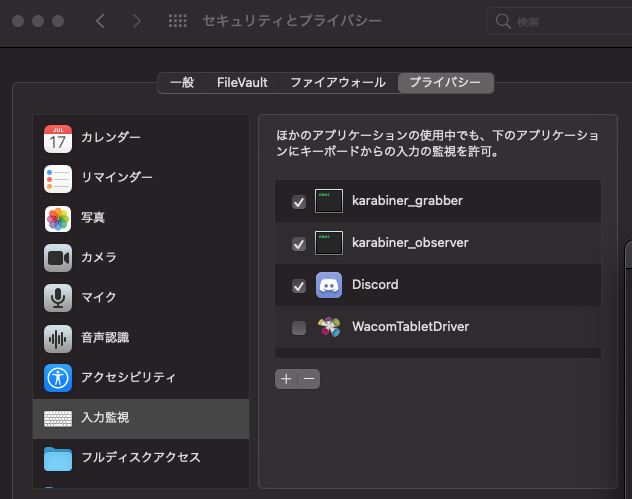 セキュリティとプライバシー
検索
一般
FileVault
ファイアウォール
プライバシー
JUL
17
カレンダー
リマインダー
写真
カメラ
マイク
音声認識
アクセシビリティ
入力監視
フルディスクアクセス
ほかのアプリケーションの使用中でも、下のアプリケーショ
ンにキーボードからの入力の監視を許可。
karabiner_grabber
karabiner_observer
Discord
WacomTabletDriver